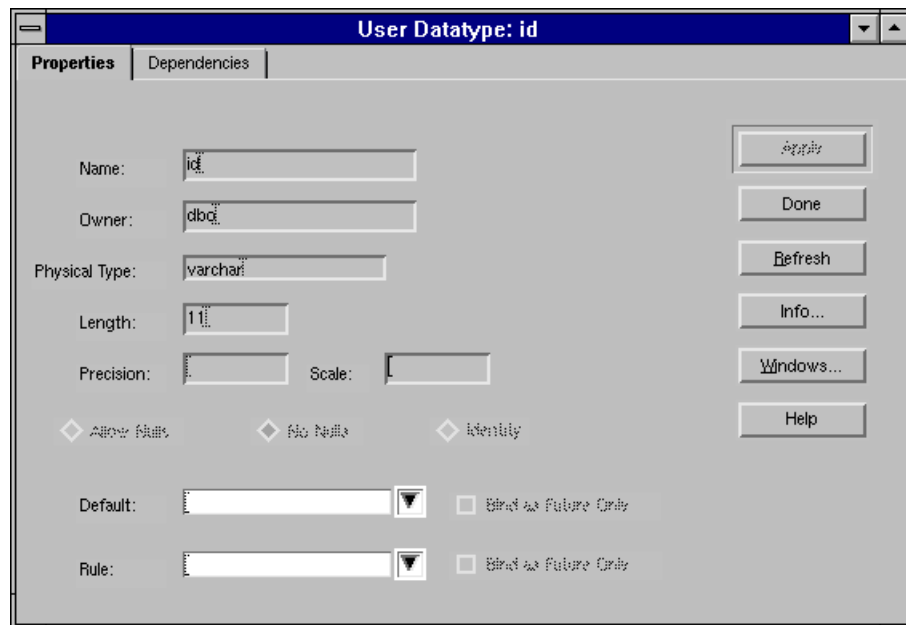 User Datatype: id
Properties Dependencies
Name: id
Apply
Owner: dbo
Done
Physical Type: varchar
Refresh
Length: 11
Info...
Precision: Scale:
Windows...
Allow Nulls No Nulls Identity
Help
Default: Bind as Future Only
Rule: Bind as Future Only